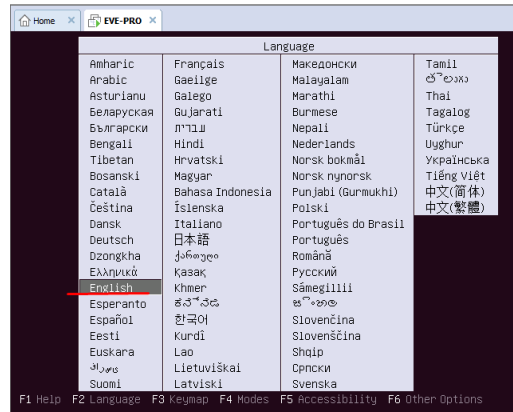 Home × EVE-PRO ×
Language
Amharic
Arabic
Asturianu
Беларуская
Български
Bengali
Tibetan
Bosanski
Català
Čeština
Dansk
Deutsch
Dzongkha
Ελληνικά
English
Esperanto
Español
Eesti
Euskara
Suomi
Français
Gaeilge
Galego
Gujarati
עברית
Hindi
Hrvatski
Magyar
Bahasa Indonesia
Íslenska
Italiano
日本語
ქართული
Қазақ
Khmer
ಕನ್ನಡ
한국어
Kurdî
Lao
Lietuviškai
Latviski
Македонски
Malayalam
Marathi
Burmese
Nepali
Nederlands
Norsk bokmål
Norsk nynorsk
Punjabi (Gurmukhi)
Polski
Português do Brasil
Português
Română
Русский
Sámegillii
සිංහල
Slovenčina
Slovenščina
Shqip
Српски
Svenska
Tamil
తెలుగు
Thai
Tagalog
Türkçe
Uyghur
Українська
Tiếng Việt
中文(简体)
中文(繁體)
F1 Help F2 Language F3 Keymap F4 Modes F5 Accessibility F6 Other Options